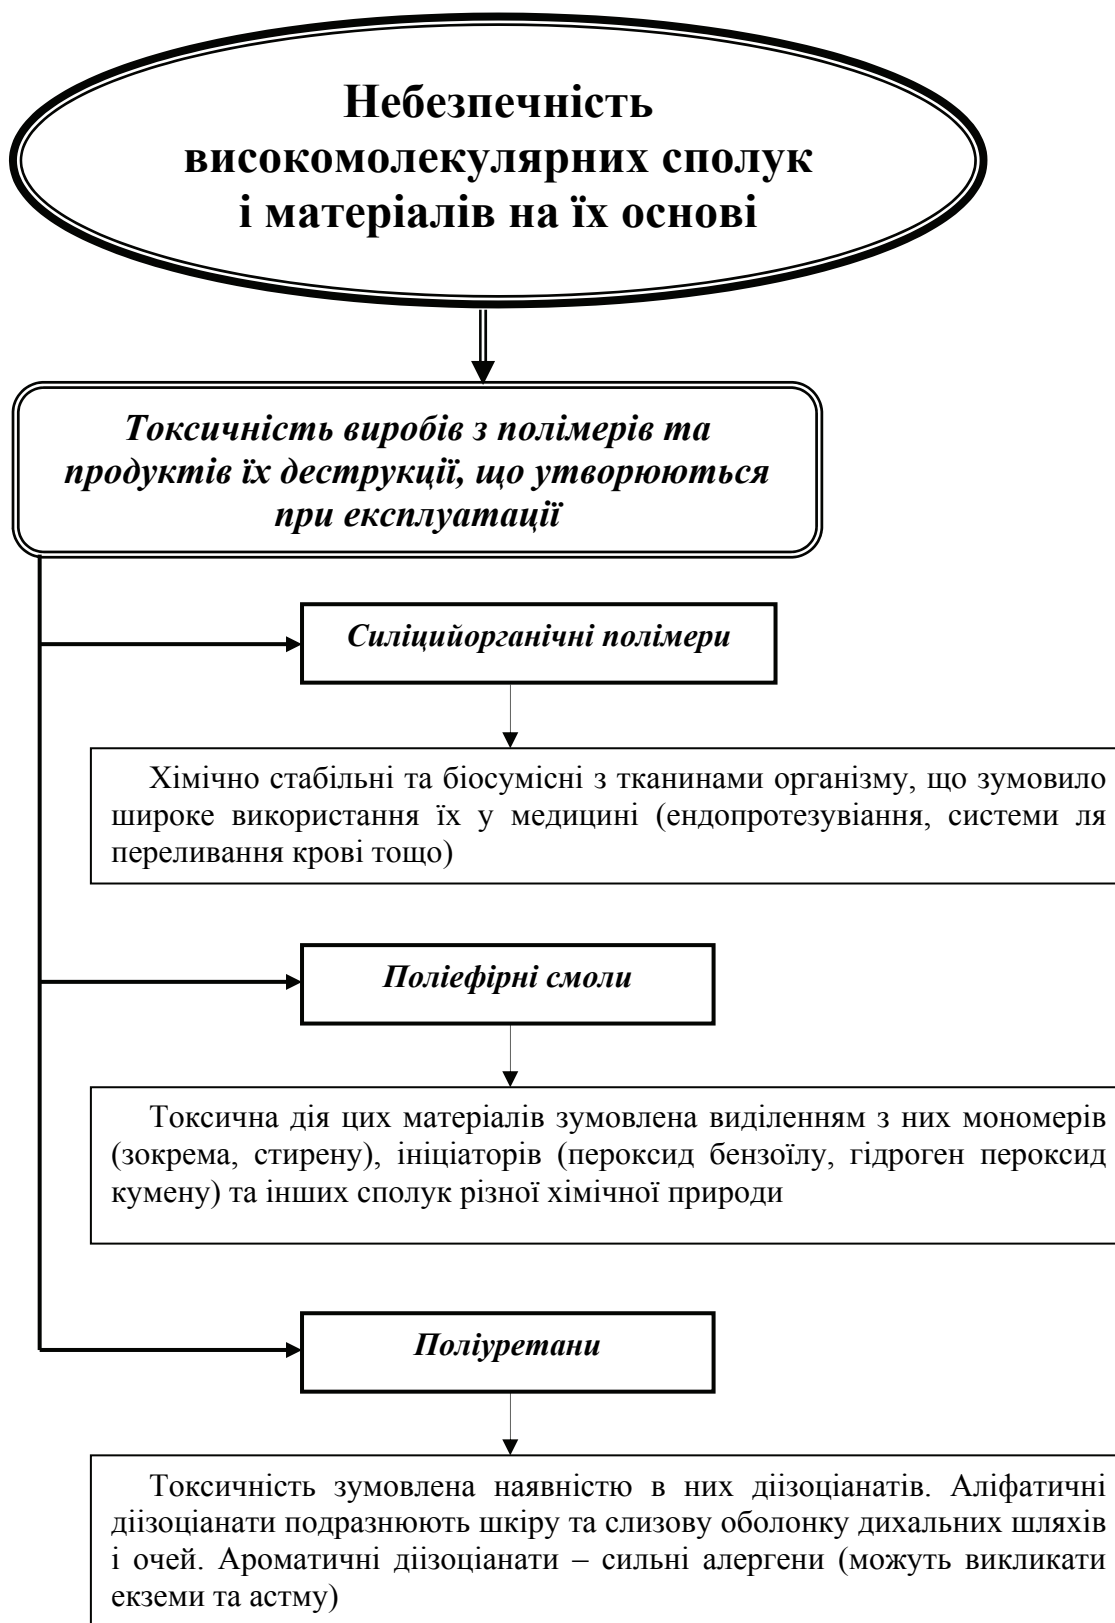 Небезпечність
високомолекулярних сполук
і матеріалів на їх основі
Токсичність виробів з полімерів та
продуктів їх деструкції, що утворюються
при експлуатації
Силіційорганічні полімери
Хімічно стабільні та біосумісні з тканинами організму, що зумовило
широке використання їх у медицині (ендопротезувіання, системи ля
переливання крові тощо)
Поліефірні смоли
Токсична дія цих матеріалів зумовлена виділенням з них мономерів
(зокрема, стирену), ініціаторів (пероксид бензоїлу, гідроген пероксид
кумену) та інших сполук різної хімічної природи
Поліуретани
Токсичність зумовлена наявністю в них діізоціанатів. Аліфатичні
діізоціанати подразнюють шкіру та слизову оболонку дихальних шляхів
і очей. Ароматичні діізоціанати – сильні алергени (можуть викликати
екземи та астму)